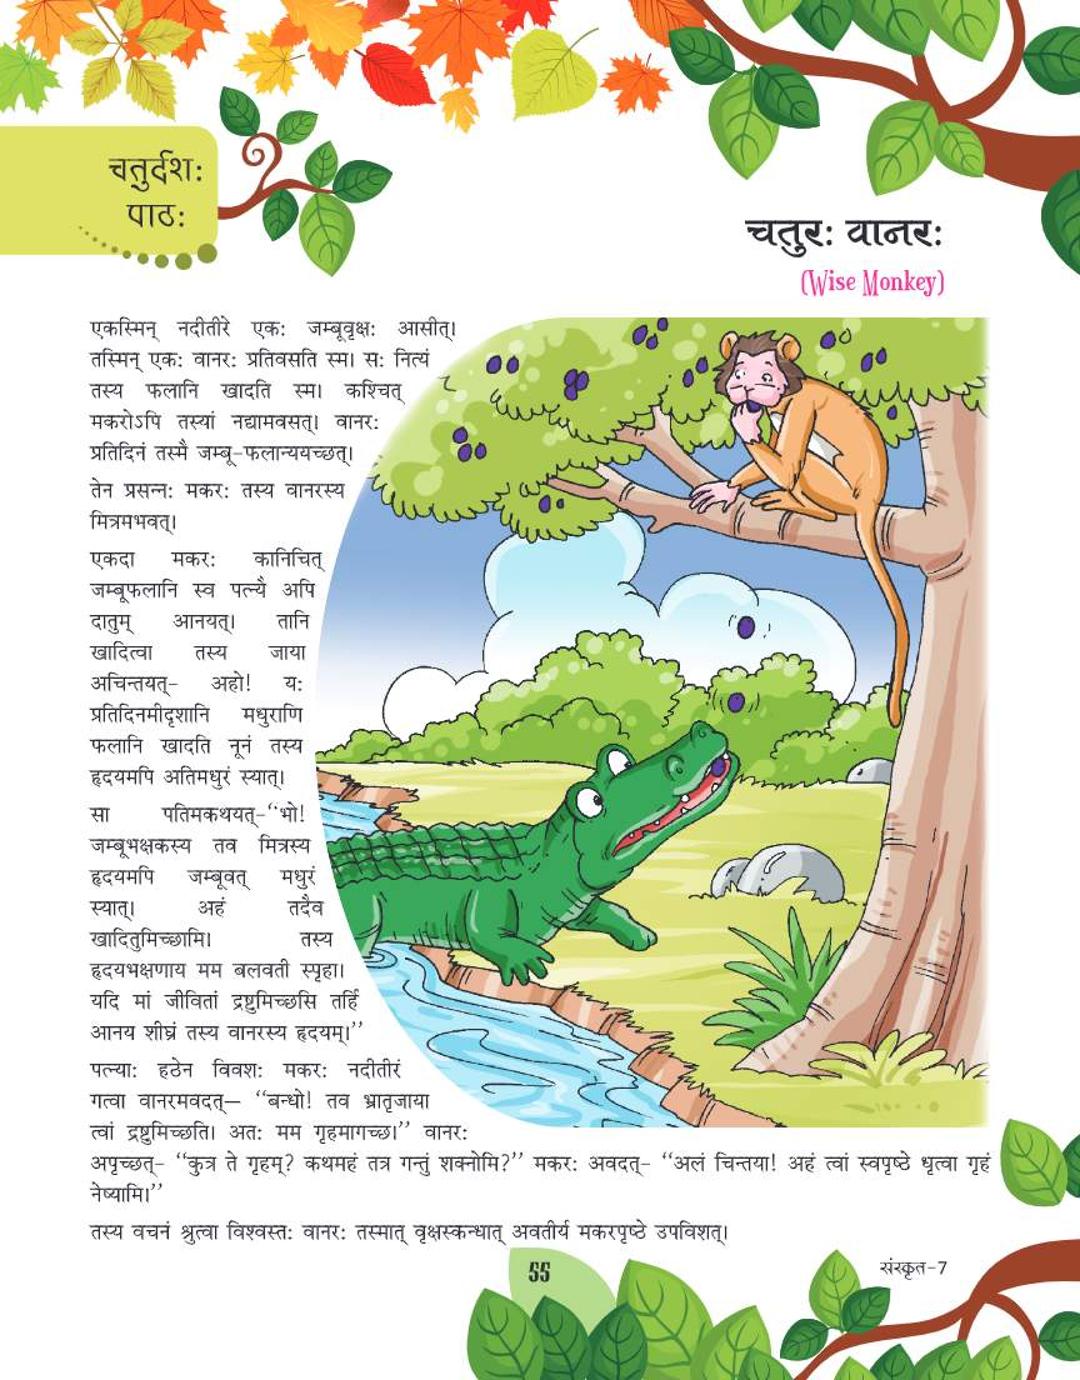 चतुर्दशः
पाठः
चतुरः वानरः
(Wise Monkey)
एकस्मिन् नदीतीरे एकः जम्बूवृक्षः आसीत्।
तस्मिन् एकः वानरः प्रतिवसति स्म। सः नित्यं
तस्य फलानि खादति स्म। कश्चित्
मकरोऽपि तस्यां नद्यामवसत्। वानरः
प्रतिदिनं तस्मै जम्बू-फलान्ययच्छत्।
तेन प्रसन्नः मकरः तस्य वानरस्य
मित्रमभवत्।
एकदा मकरः कानिचित्
जम्बूफलानि स्व पत्न्यै अपि
दातुम् आनयत्। तानि
खादित्वा तस्य जाया
अचिन्तयत्- अहो! यः
प्रतिदिनमीदृशानि मधुराणि
फलानि खादति नूनं तस्य
हृदयमपि अतिमधुरं स्यात्।
सा पतिमकथयत्-‘‘भो!
जम्बूभक्षकस्य तव मित्रस्य
हृदयमपि जम्बूवत् मधुरं
स्यात्। अहं तदैव
खादितुमिच्छामि। तस्य
हृदयभक्षणाय मम बलवती स्पृहा।
यदि मां जीवितां द्रष्टुमिच्छसि तर्हि
आनय शीघ्रं तस्य वानरस्य हृदयम्।’’
पत्न्याः हठेन विवशः मकरः नदीतीरं
गत्वा वानरमवदत्— ‘‘बन्धो! तव भ्रातृजाया
त्वां द्रष्टुमिच्छति। अतः मम गृहमागच्छ।’’ वानरः
अपृच्छत्- ‘‘कुत्र ते गृहम्? कथमहं तत्र गन्तुं शक्नोमि?’’ मकरः अवदत्- ‘‘अलं चिन्तया! अहं त्वां स्वपृष्ठे धृत्वा गृहं
नेष्यामि।’’
तस्य वचनं श्रुत्वा विश्वस्तः वानरः तस्मात् वृक्षस्कन्धात् अवतीर्य मकरपृष्ठे उपविशत्।
55
संस्कृत-7